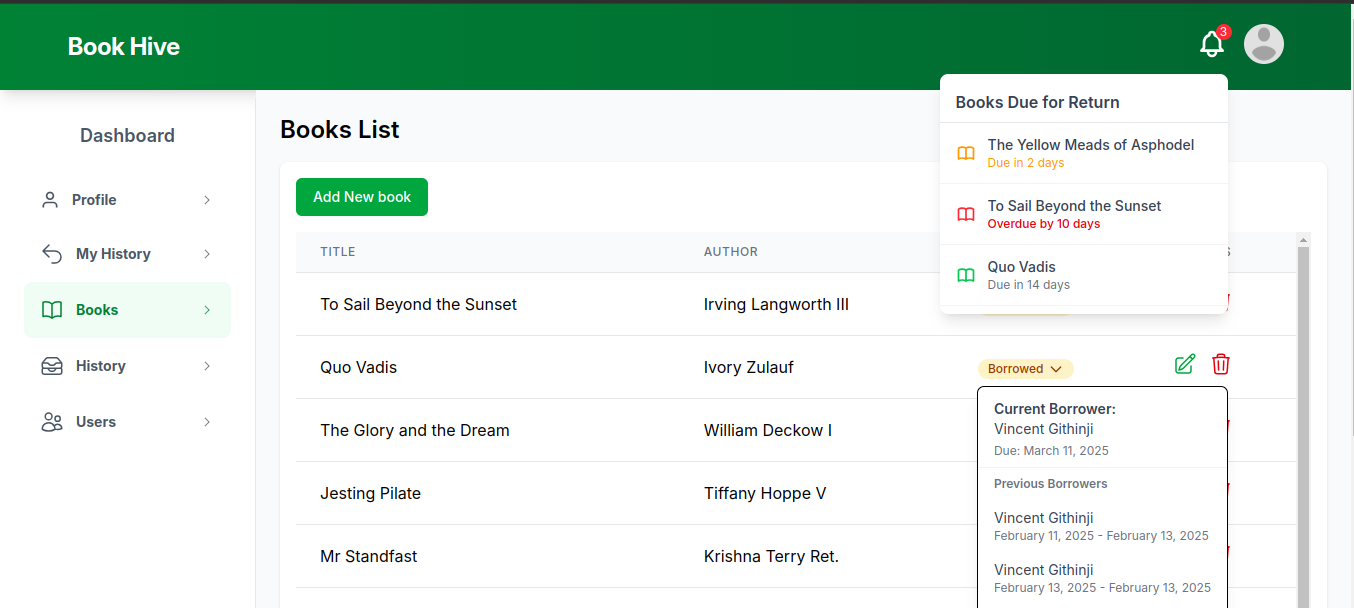 Book Hive
3
Dashboard
Profile
My History
Books
History
Users
Books List
Add New book
TITLE
AUTHOR
To Sail Beyond the Sunset
Irving Langworth III
Quo Vadis
Ivory Zulauf
Borrowed
The Glory and the Dream
William Deckow I
Jesting Pilate
Tiffany Hoppe V
Mr Standfast
Krishna Terry Ret.
Books Due for Return
The Yellow Meads of Asphodel
Due in 2 days
To Sail Beyond the Sunset
Overdue by 10 days
Quo Vadis
Due in 14 days
Current Borrower:
Vincent Githinji
Due: March 11, 2025
Previous Borrowers
Vincent Githinji
February 11, 2025 - February 13, 2025
Vincent Githinji
February 13, 2025 - February 13, 2025